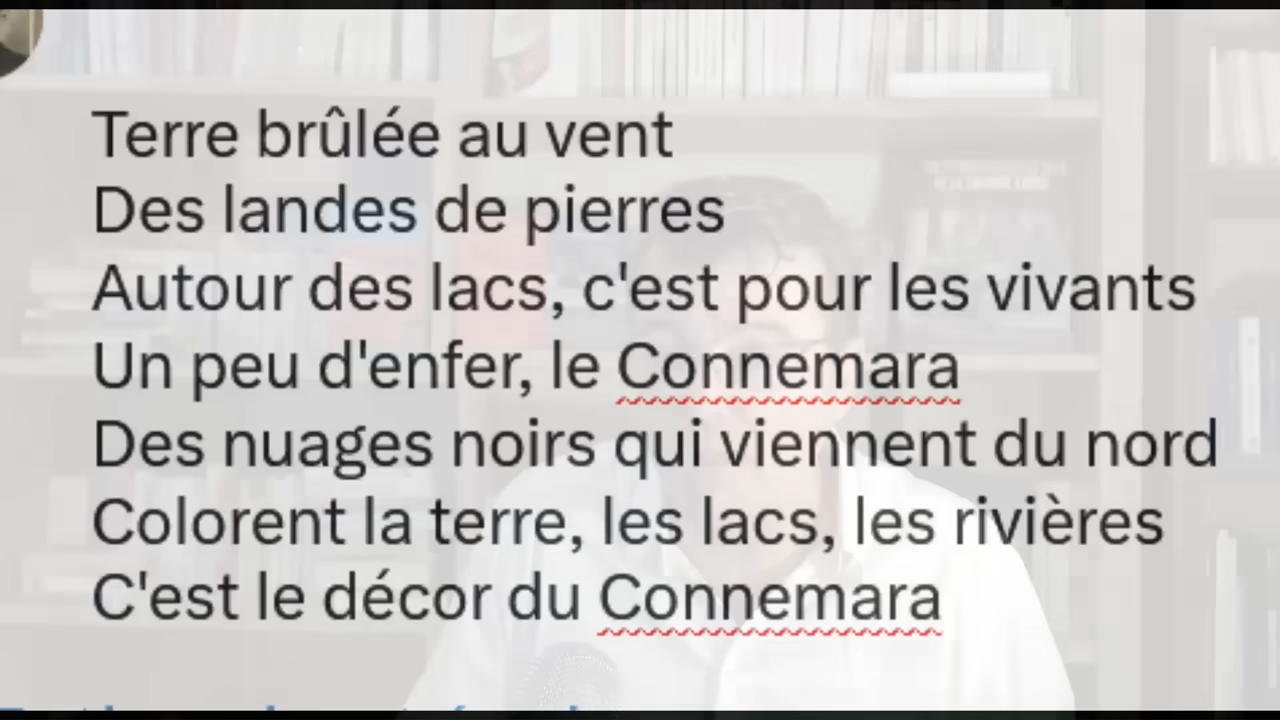 Terre brûlée au vent
Des landes de pierres
Autour des lacs, c'est pour les vivants
Un peu d'enfer, le Connemara
Des nuages noirs qui viennent du nord
Colorent la terre, les lacs, les rivières
C'est le décor du Connemara